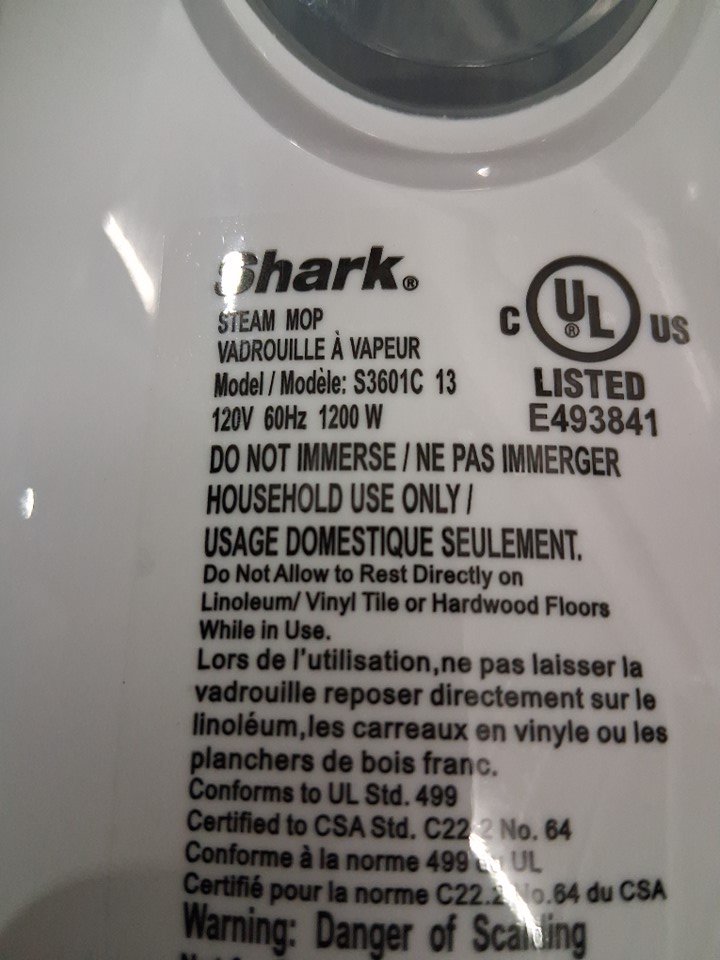 Shark®
STEAM MOP
VADROUILLE À VAPEUR
Model / Modèle: S3601C 13
120V 60Hz 1200 W
C UL® US
LISTED
E493841
DO NOT IMMERSE / NE PAS IMMERGER
HOUSEHOLD USE ONLY /
USAGE DOMESTIQUE SEULEMENT.
Do Not Allow to Rest Directly on
Linoleum/ Vinyl Tile or Hardwood Floors
While in Use.
Lors de l'utilisation,ne pas laisser la
vadrouille reposer directement sur le
linoléum,les carreaux en vinyle ou les
planchers de bois franc.
Conforms to UL Std. 499
Certified to CSA Std. C22.2 No. 64
Conforme à la norme 499 de UL
Certifié pour la norme C22.2 No.64 du CSA
Warning: Danger of Scalding